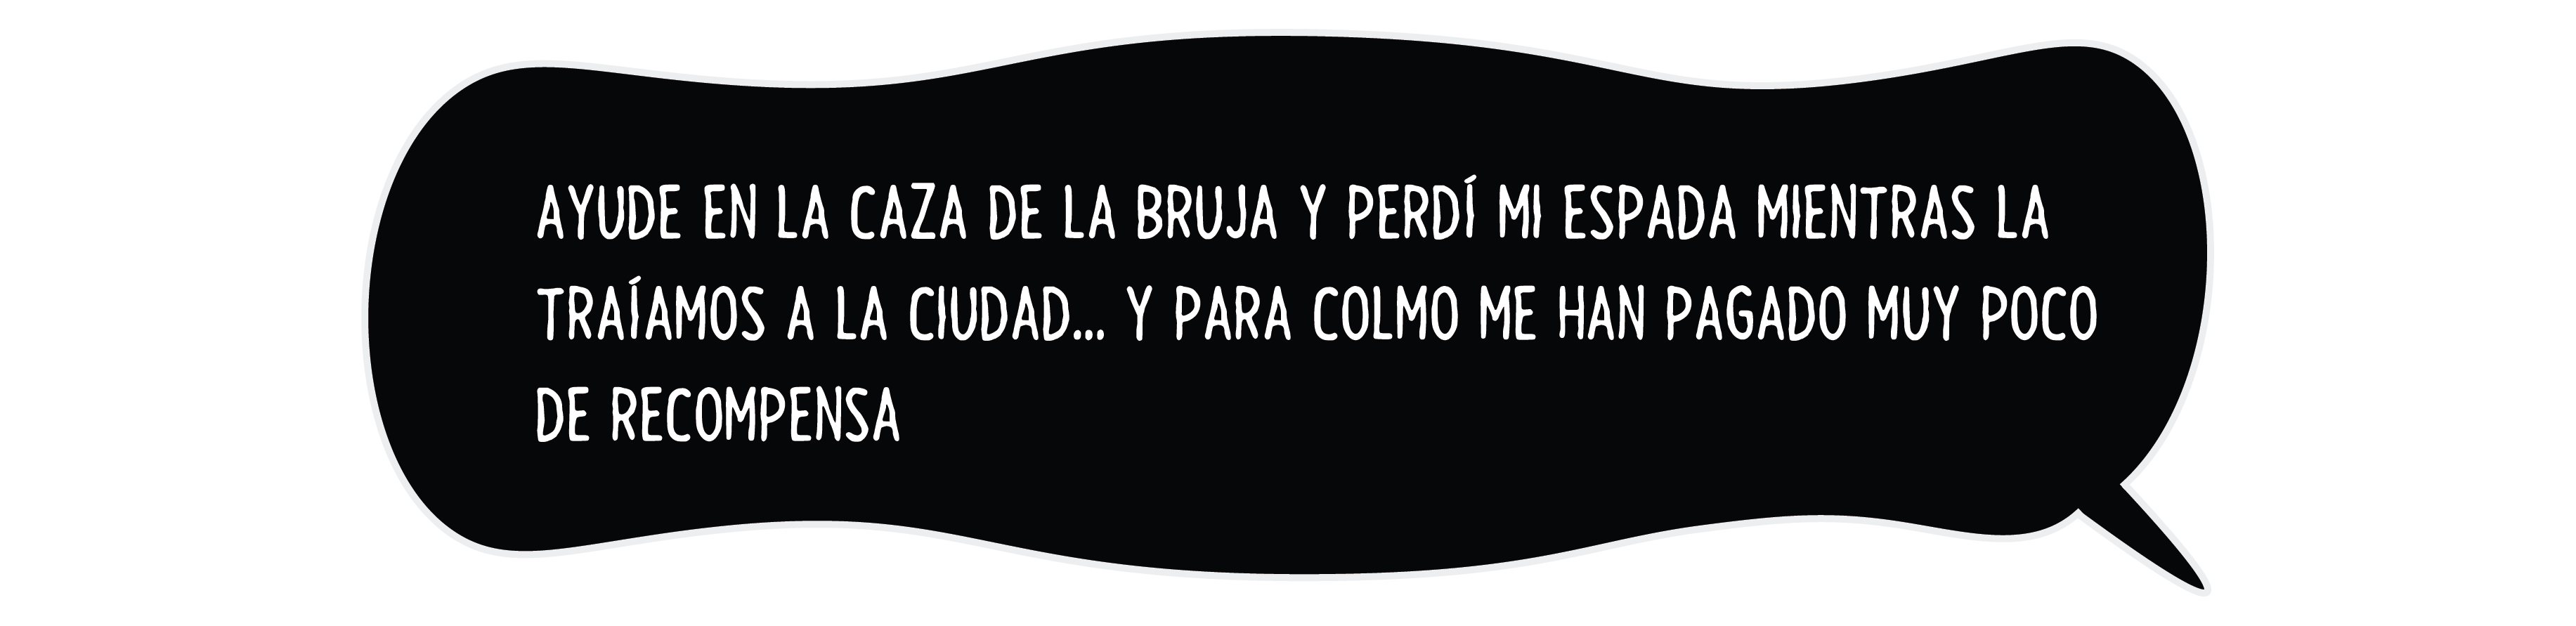 AYUDE EN LA CAZA DE LA BRUJA Y PERDÍ MI ESPADA MIENTRAS LA
TRAÍAMOS A LA CIUDAD... Y PARA COLMO ME HAN PAGADO MUY POCO
DE RECOMPENSA